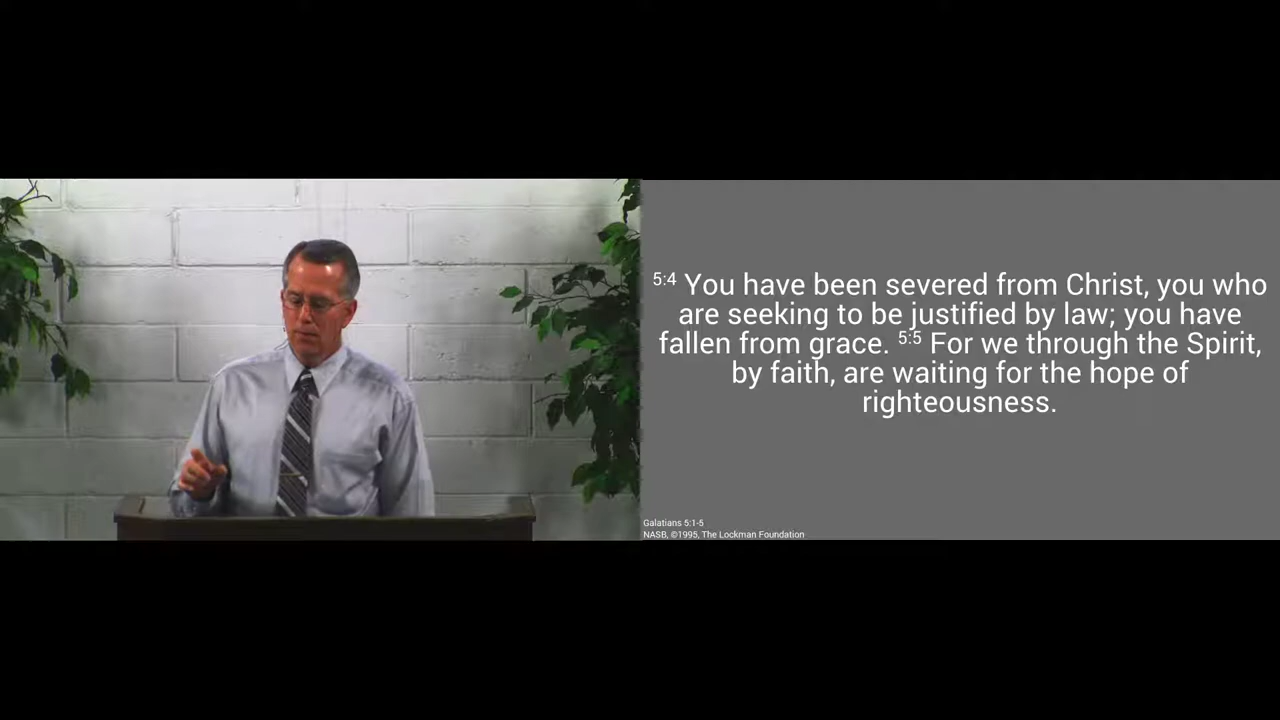 5:4 You have been severed from Christ, you who
are seeking to be justified by law; you have
fallen from grace. 5:5 For we through the Spirit,
by faith, are waiting for the hope of
righteousness.
Galatians 5:1-5
NASB, ©1995, The Lockman Foundation